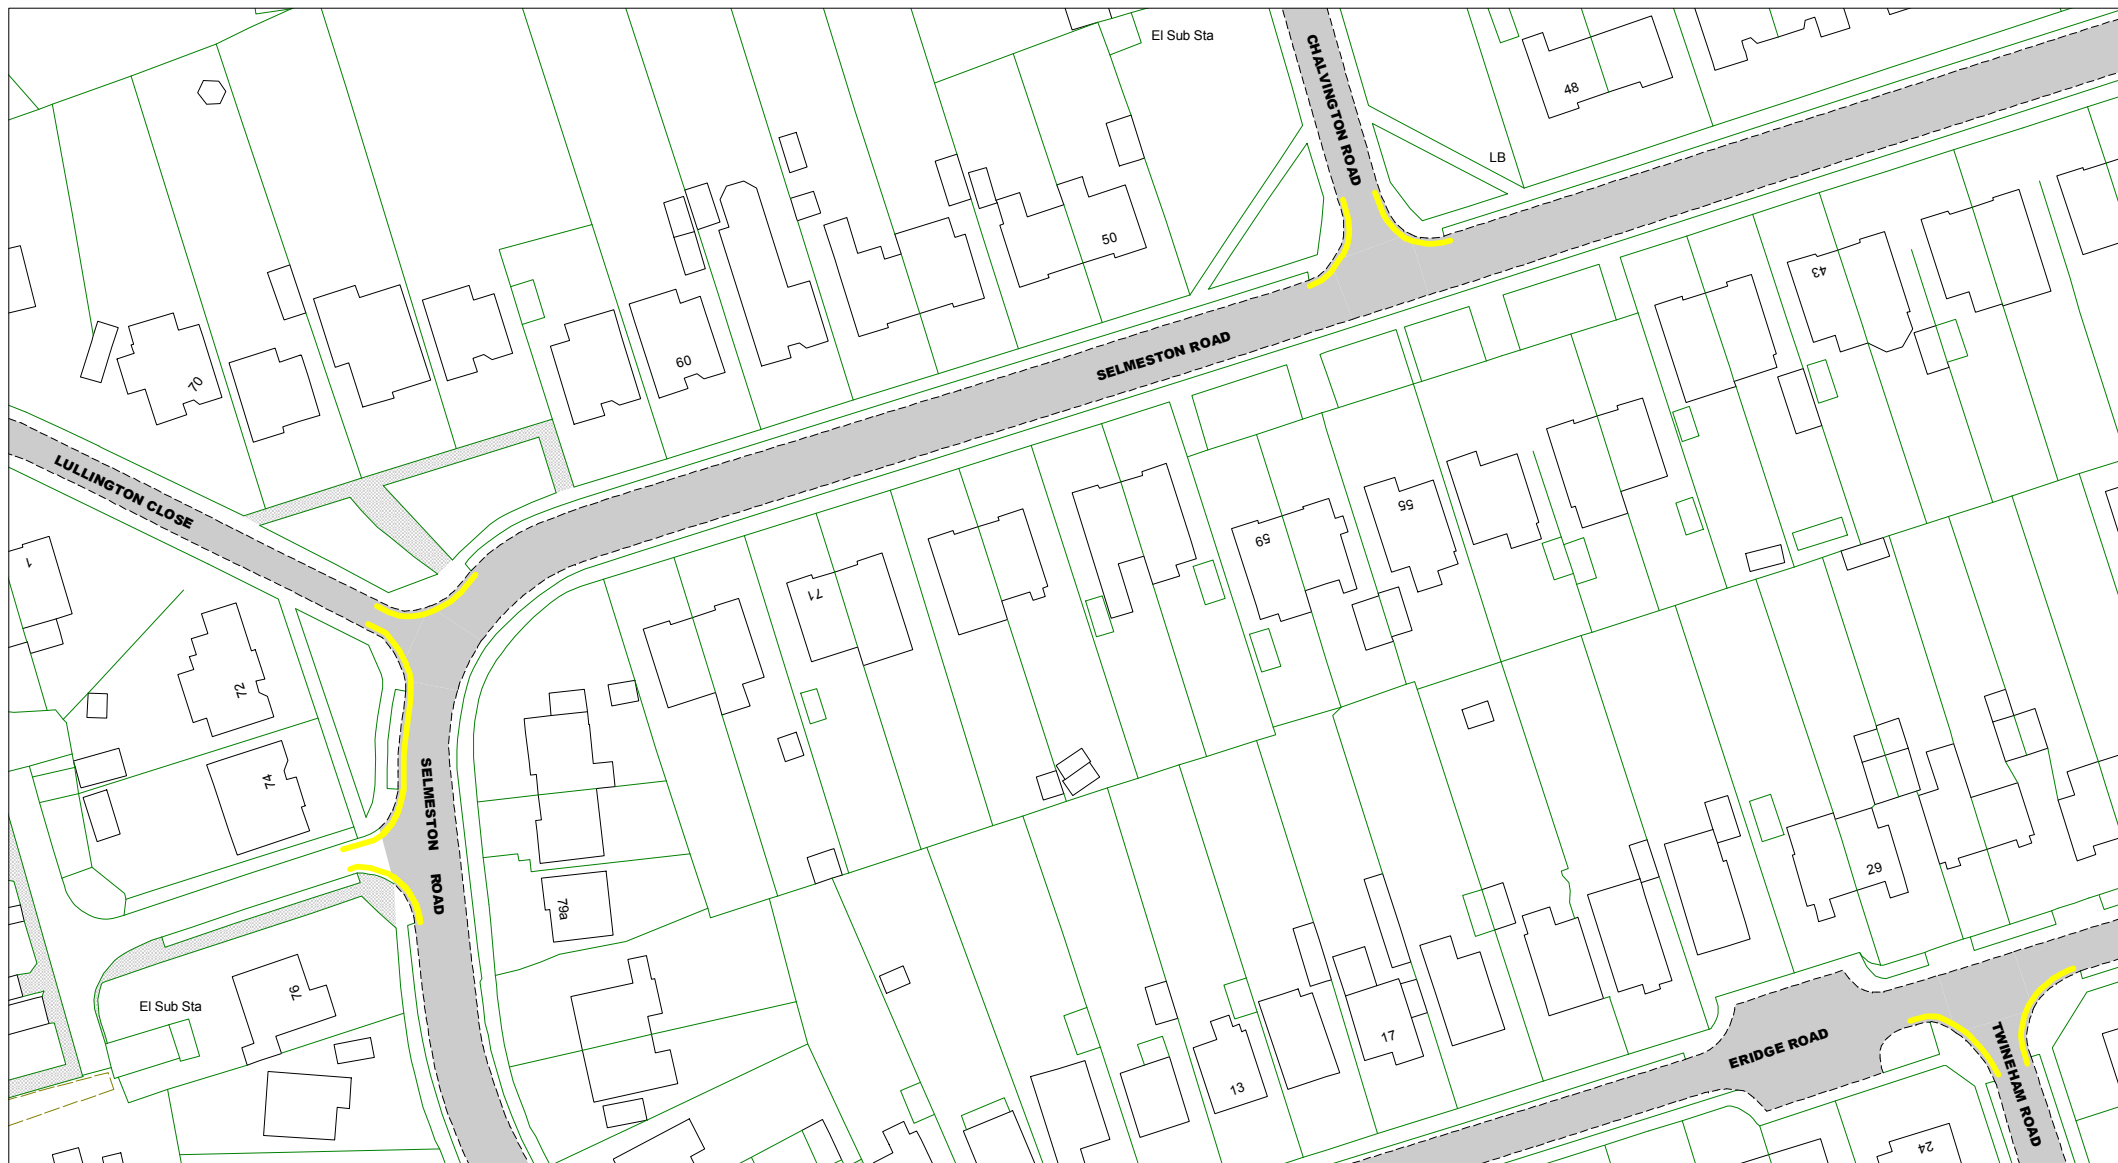 El Sub Sta
CHALVINGTON ROAD
48
LB
50
43
SELMESTON ROAD
60
70
LULLINGTON CLOSE
55
59
1
71
72
74
SELMESTON ROAD
79a
29
76
El Sub Sta
17
ERIDGE ROAD
TWINEHAM ROAD
13
24